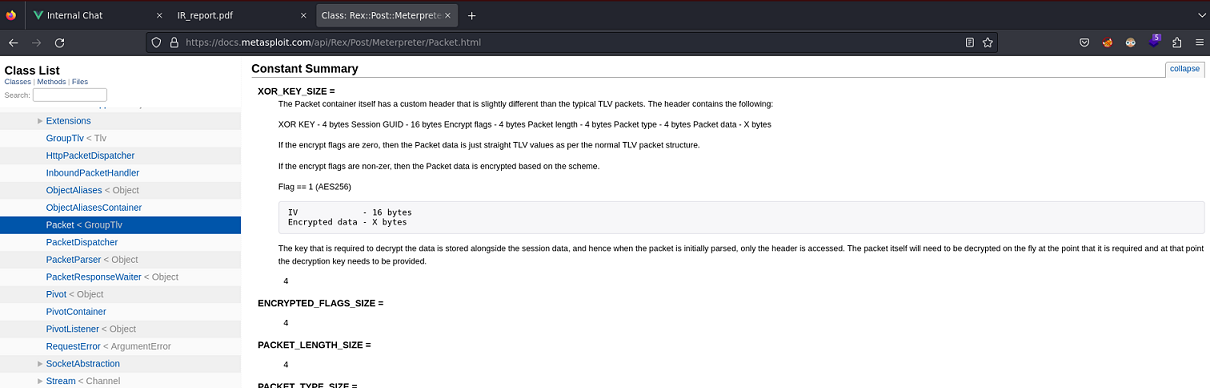 Internal Chat
IR_report.pdf
Class: Rex::Post::Meterprete
https://docs.metasploit.com/api/Rex/Post/Meterpreter/Packet.html
5
Class List
Classes | Methods | Files
Search:
Extensions
GroupTlv < Tlv
HttpPacketDispatcher
InboundPacketHandler
ObjectAliases < Object
ObjectAliasesContainer
Packet < GroupTlv
PacketDispatcher
PacketParser < Object
PacketResponseWaiter < Object
Pivot < Object
PivotContainer
PivotListener < Object
RequestError < ArgumentError
SocketAbstraction
Stream < Channel
Constant Summary
collapse
XOR_KEY_SIZE =
The Packet container itself has a custom header that is slightly different than the typical TLV packets. The header contains the following:
XOR KEY - 4 bytes Session GUID - 16 bytes Encrypt flags - 4 bytes Packet length - 4 bytes Packet type - 4 bytes Packet data - X bytes
If the encrypt flags are zero, then the Packet data is just straight TLV values as per the normal TLV packet structure.
If the encrypt flags are non-zer, then the Packet data is encrypted based on the scheme.
Flag == 1 (AES256)
IV - 16 bytes
Encrypted data - X bytes
The key that is required to decrypt the data is stored alongside the session data, and hence when the packet is initially parsed, only the header is accessed. The packet itself will need to be decrypted on the fly at the point that it is required and at that point
the decryption key needs to be provided.
4
ENCRYPTED_FLAGS_SIZE =
4
PACKET_LENGTH_SIZE =
4
PACKET_TYPE_SIZE =